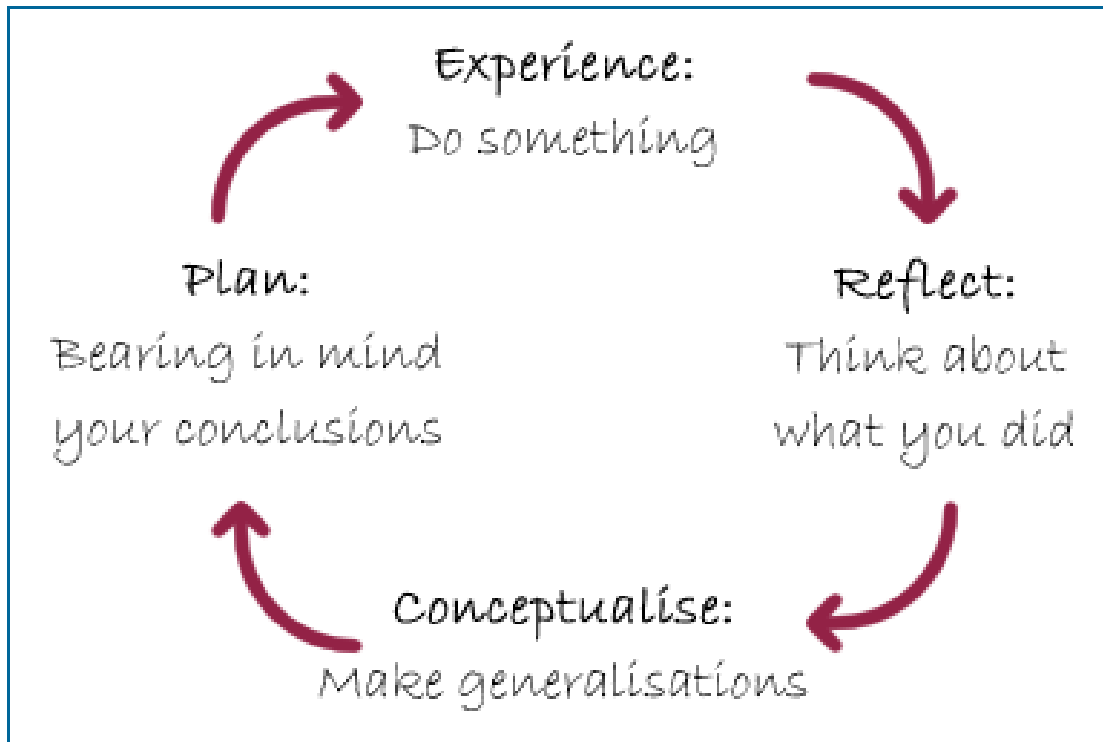 Experience:
Do something
Reflect:
Think about
what you did
Conceptualise:
Make generalisations
Plan:
Bearing in mind
your conclusions